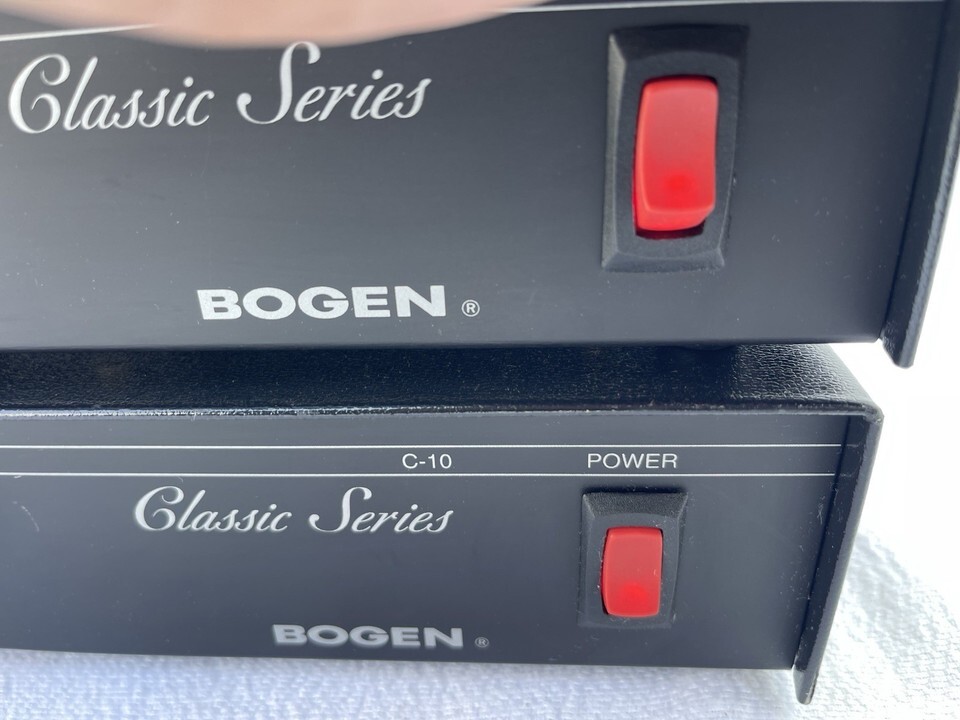 Classic Series
BOGEN ®
C-10 POWER
Classic Series
BOGEN ®